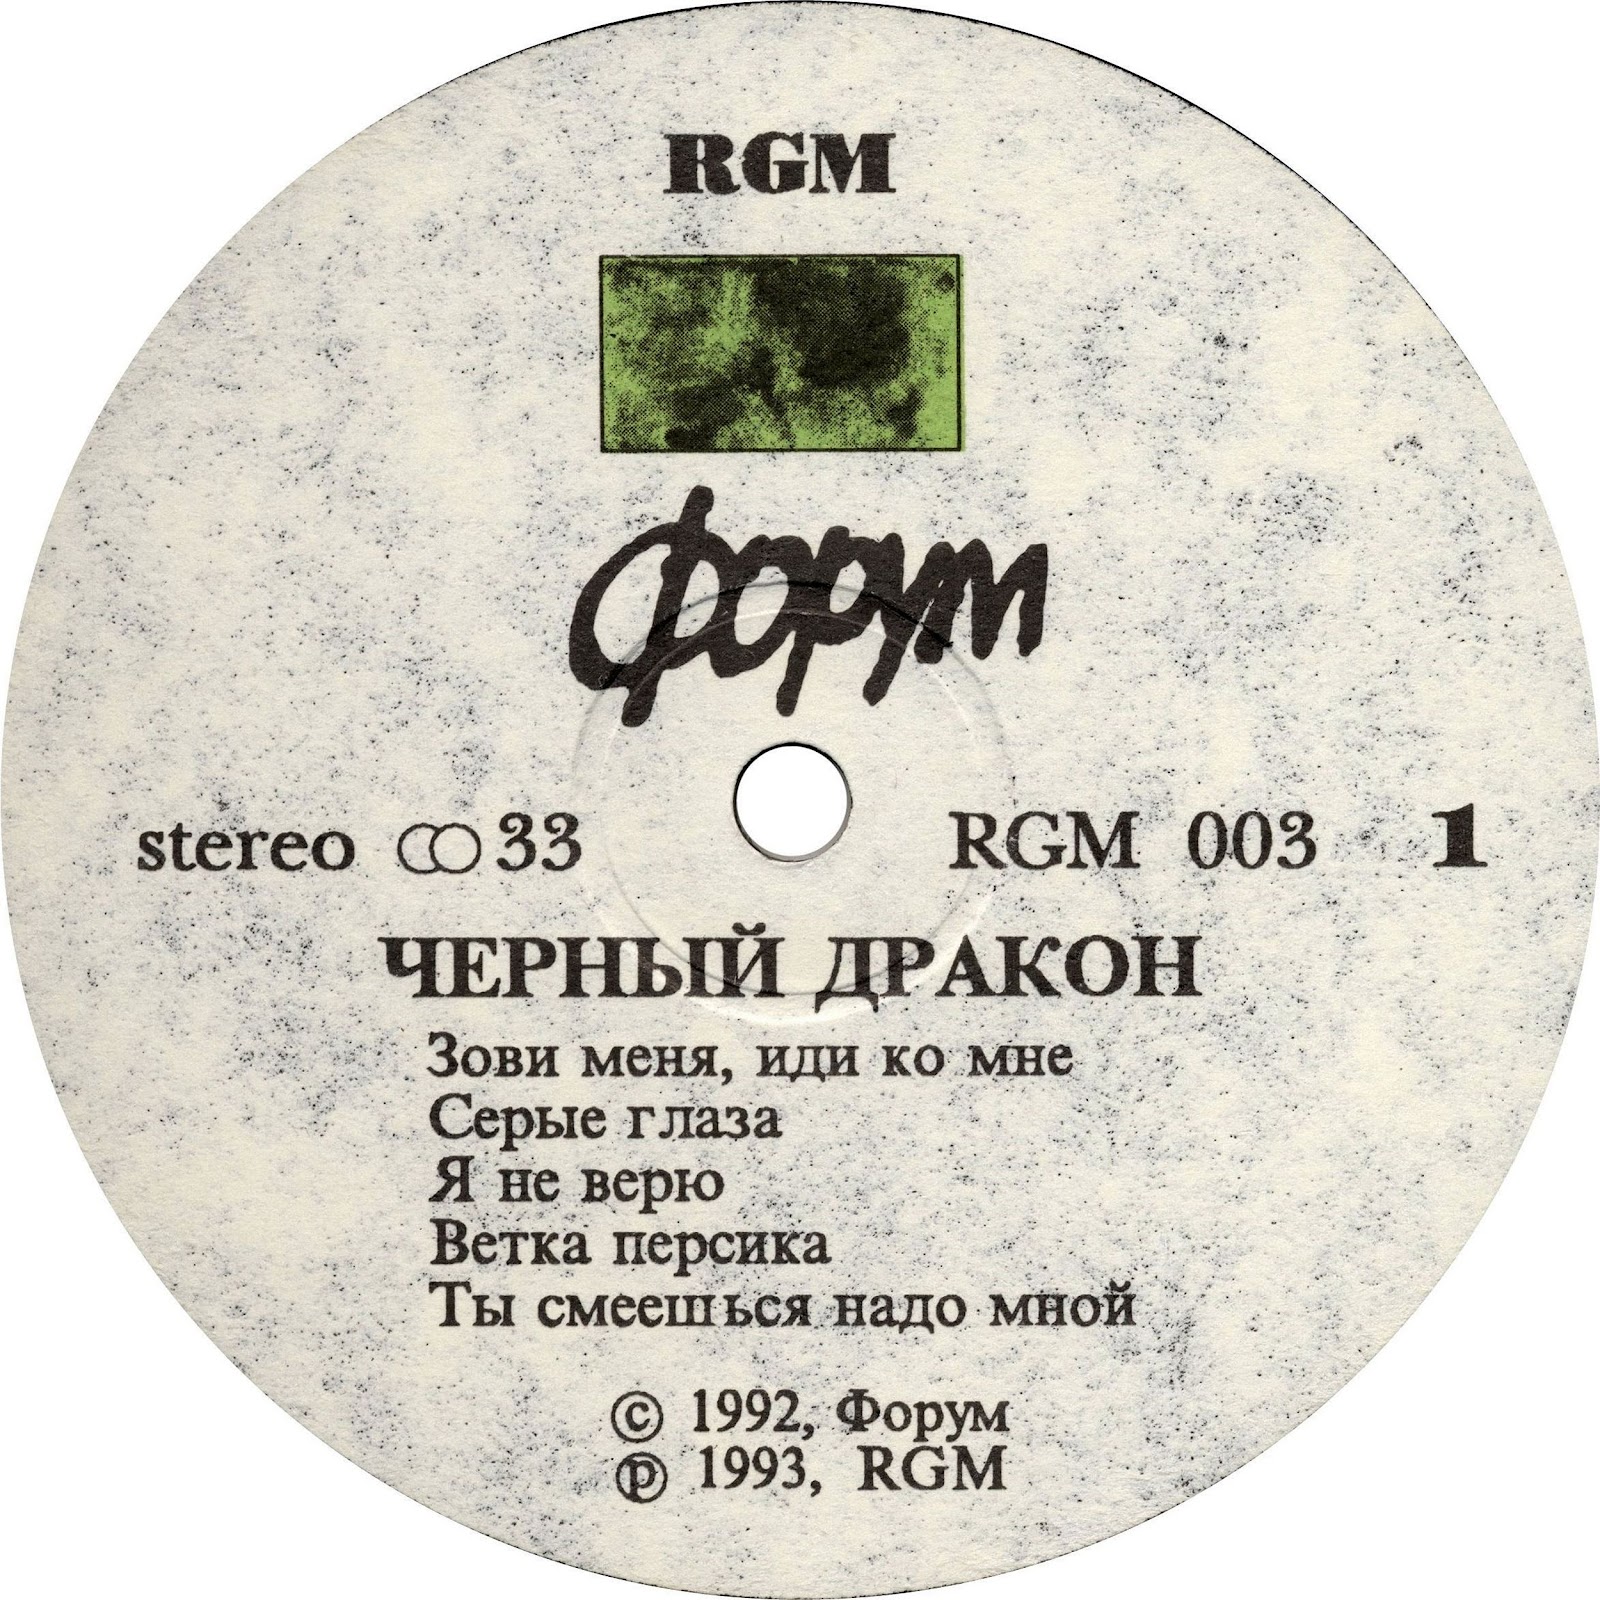 RGM
форум
stereo 33 RGM 003 1
ЧЕРНЫЙ ДРАКОН
Зови меня, иди ко мне
Серые глаза
Я не верю
Ветка персика
Ты смеешься надо мной
© 1992, Форум
℗ 1993, RGM